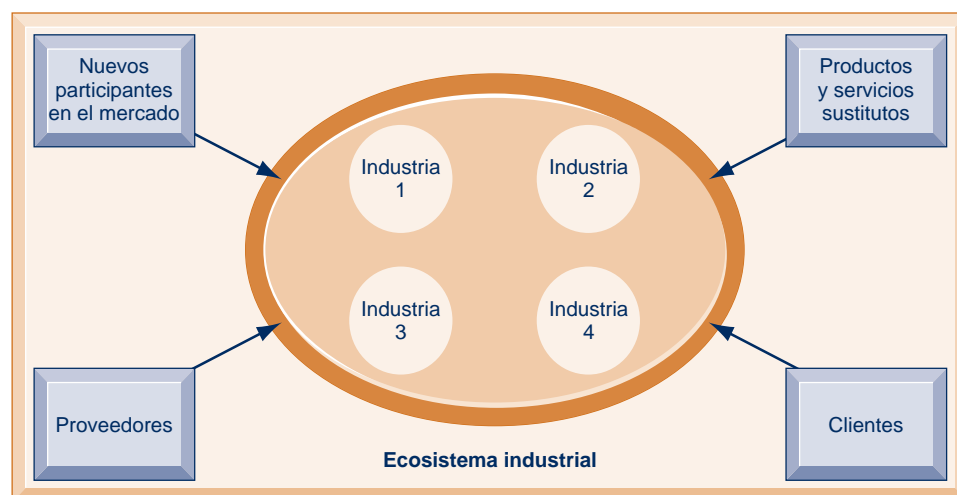 Nuevos
participantes
en el mercado
Productos
y servicios
sustitutos
Industria
1
Industria
2
Industria
3
Industria
4
Proveedores
Clientes
Ecosistema industrial